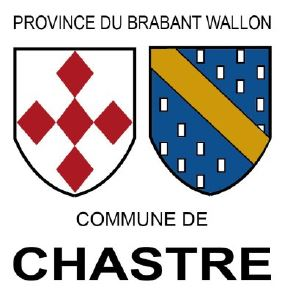 PROVINCE DU BRABANT WALLON
COMMUNE DE
CHASTRE